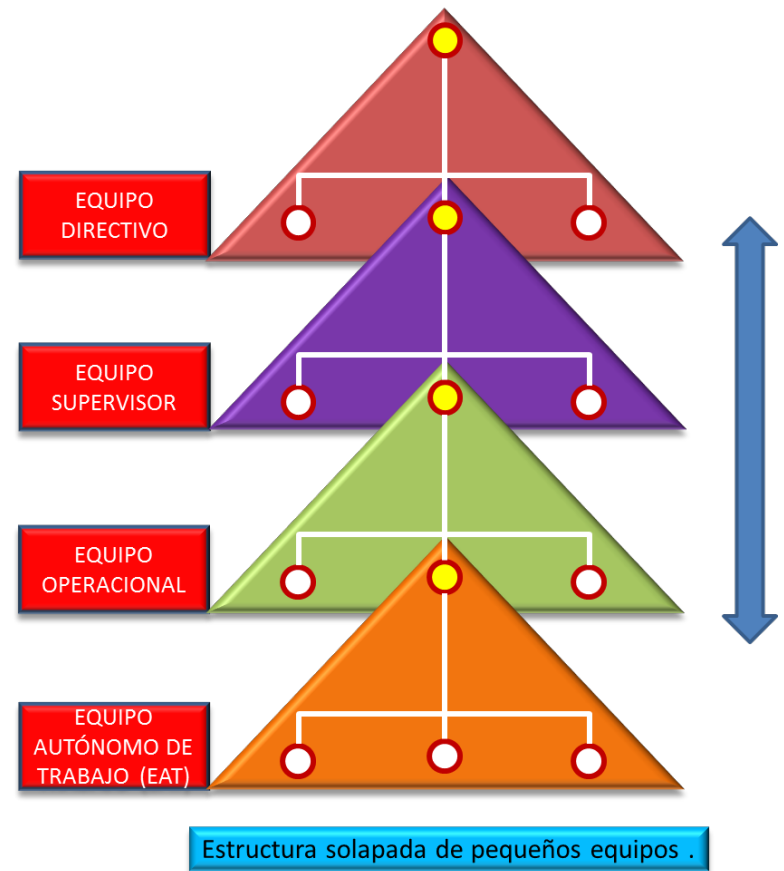 EQUIPO
DIRECTIVO
EQUIPO
SUPERVISOR
EQUIPO
OPERACIONAL
EQUIPO
AUTÓNOMO DE
TRABAJO (EAT)
Estructura solapada de pequeños equipos .